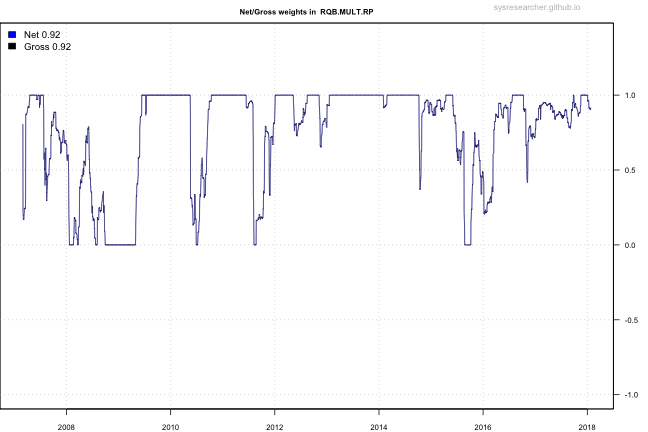 Net/Gross weights in RQB.MULT.RP
sysresearcher.github.io
Net 0.92
Gross 0.92
1.0
0.5
0.0
-0.5
-1.0
2008 2010 2012 2014 2016 2018